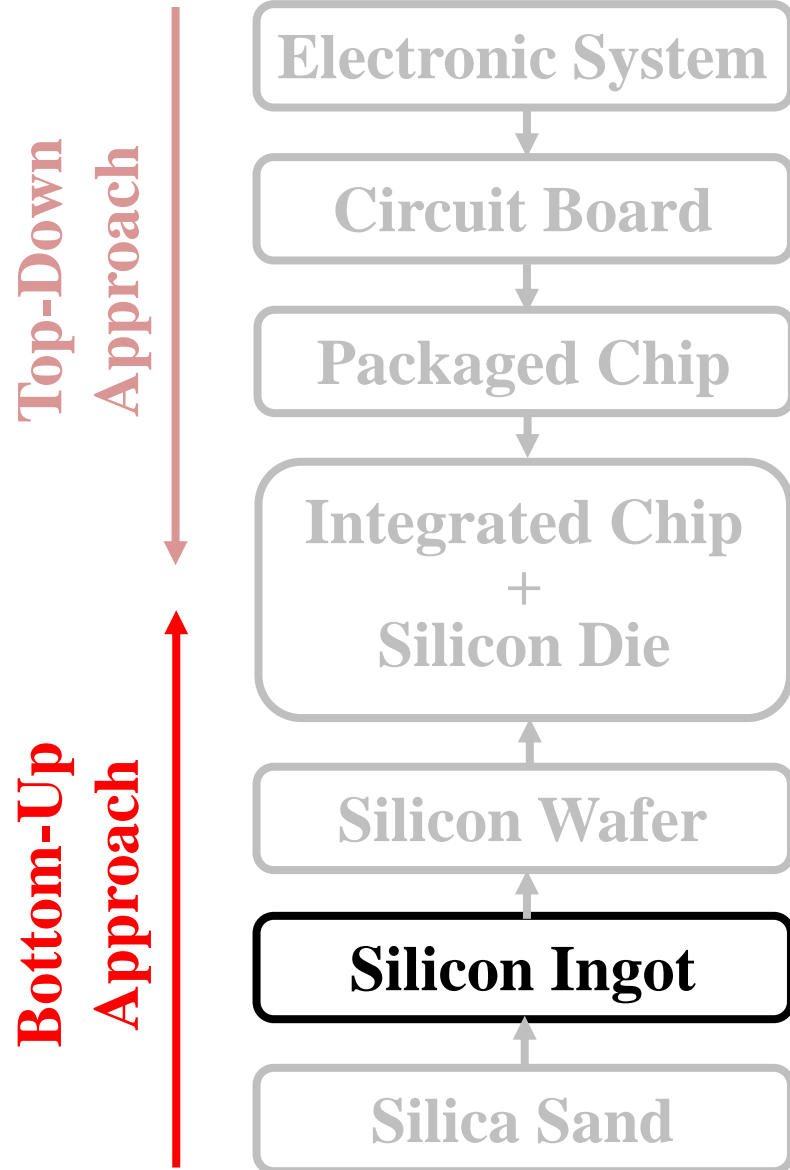 Top-Down
Approach
Electronic System
Circuit Board
Packaged Chip
Integrated Chip
+
Silicon Die
Bottom-Up
Approach
Silicon Wafer
Silicon Ingot
Silica Sand